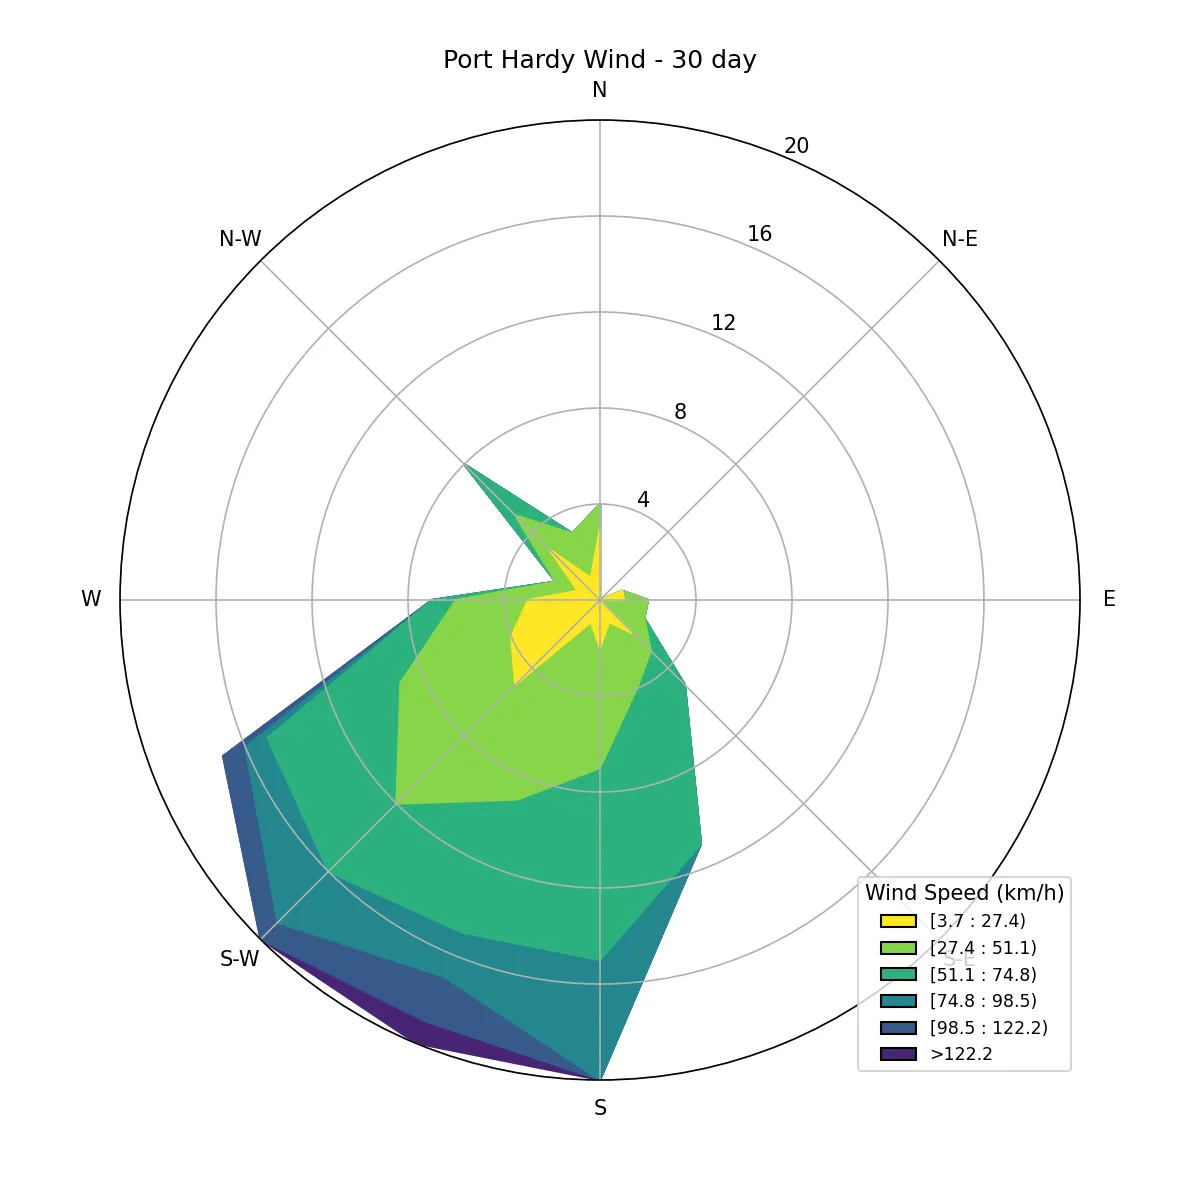 Port Hardy Wind - 30 day
N
20
N-W
16
N-E
12
8
4
W
E
S-W
S-E
Wind Speed (km/h)
[3.7 : 27.4)
[27.4 : 51.1)
[51.1 : 74.8)
[74.8 : 98.5)
[98.5 : 122.2)
>122.2
S